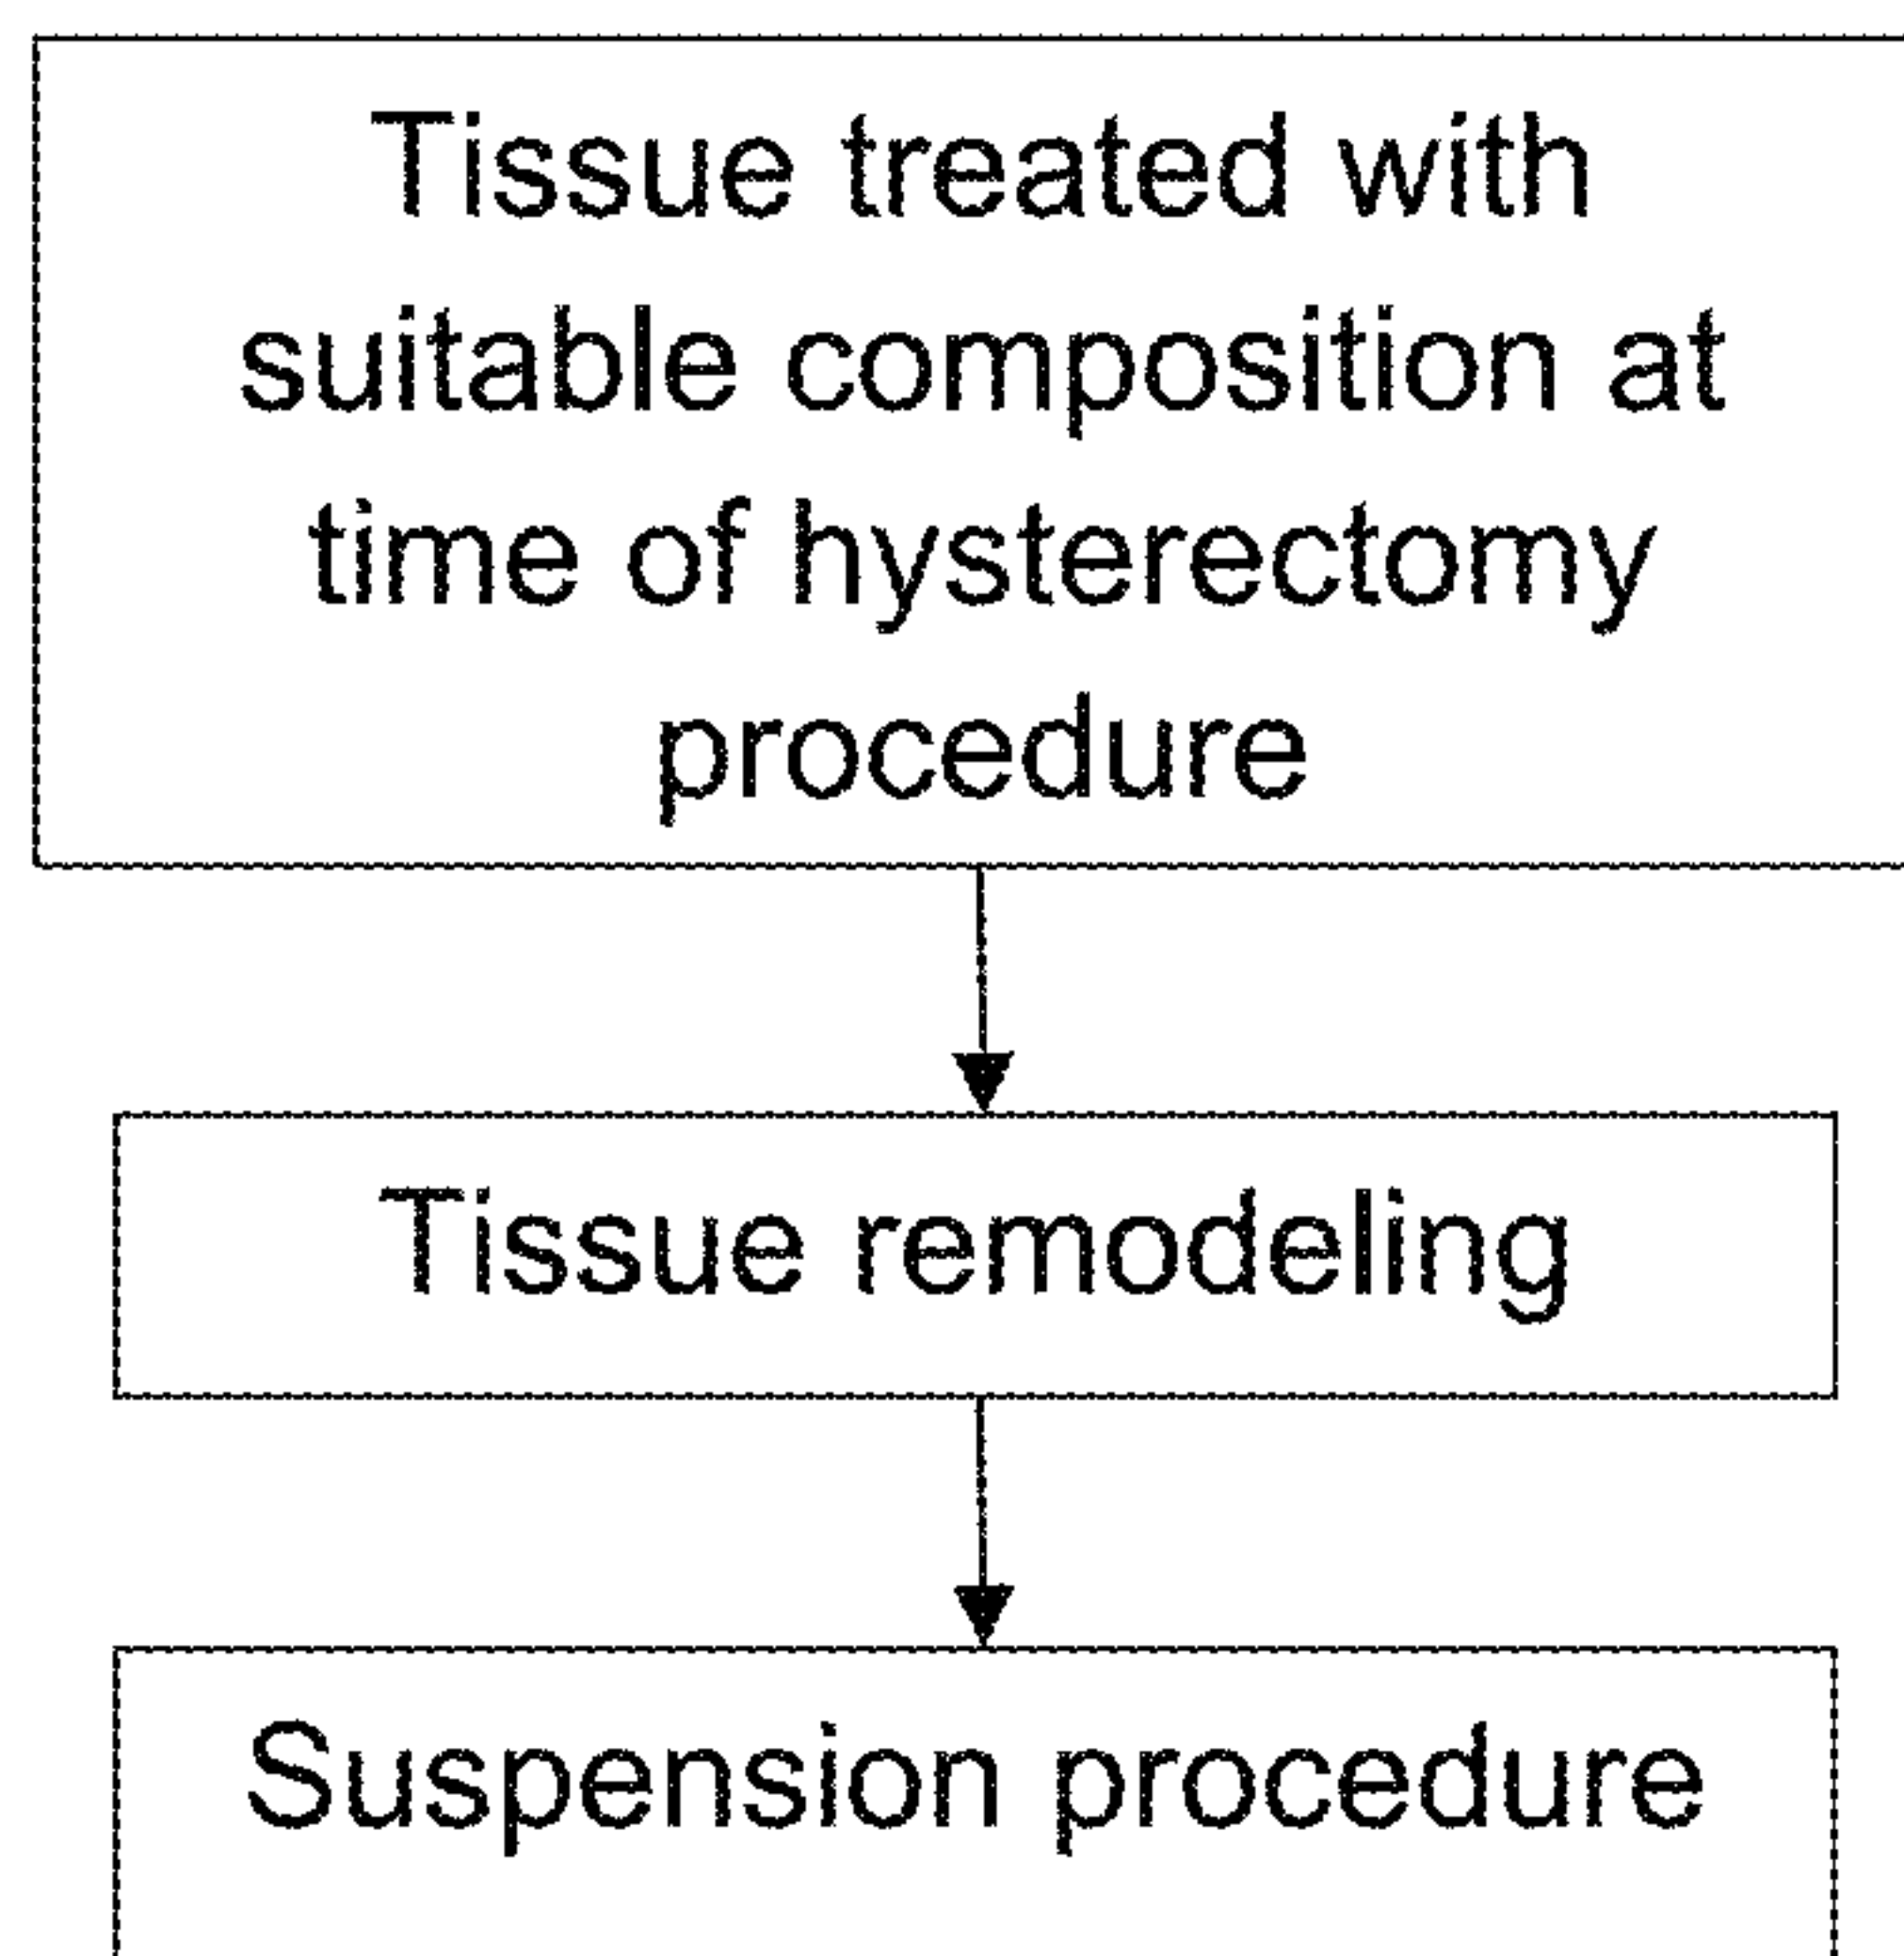 Tissue treated with
suitable composition at
time of hysterectomy
procedure
Tissue remodeling
Suspension procedure